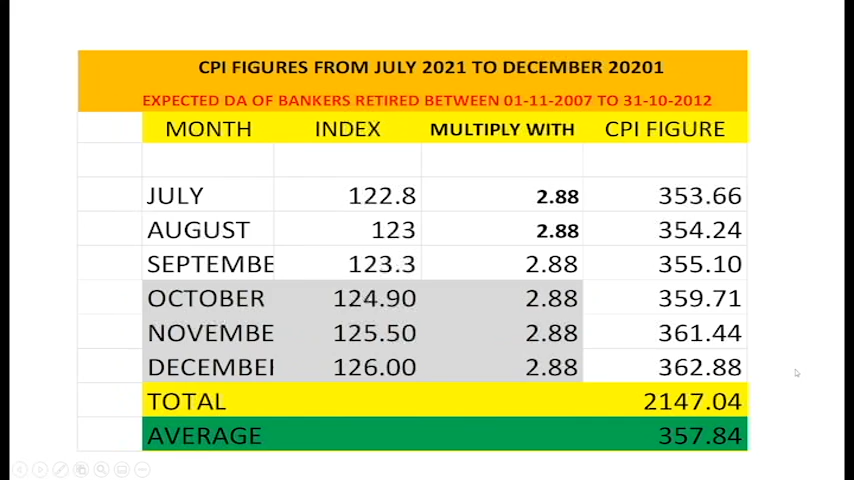 CPI FIGURES FROM JULY 2021 TO DECEMBER 20201
EXPECTED DA OF BANKERS RETIRED BETWEEN 01-11-2007 TO 31-10-2012
MONTH INDEX MULTIPLY WITH CPI FIGURE
JULY 122.8 2.88 353.66
AUGUST 123 2.88 354.24
SEPTEMBE 123.3 2.88 355.10
OCTOBER 124.90 2.88 359.71
NOVEMBE 125.50 2.88 361.44
DECEMBER 126.00 2.88 362.88
TOTAL 2147.04
AVERAGE 357.84